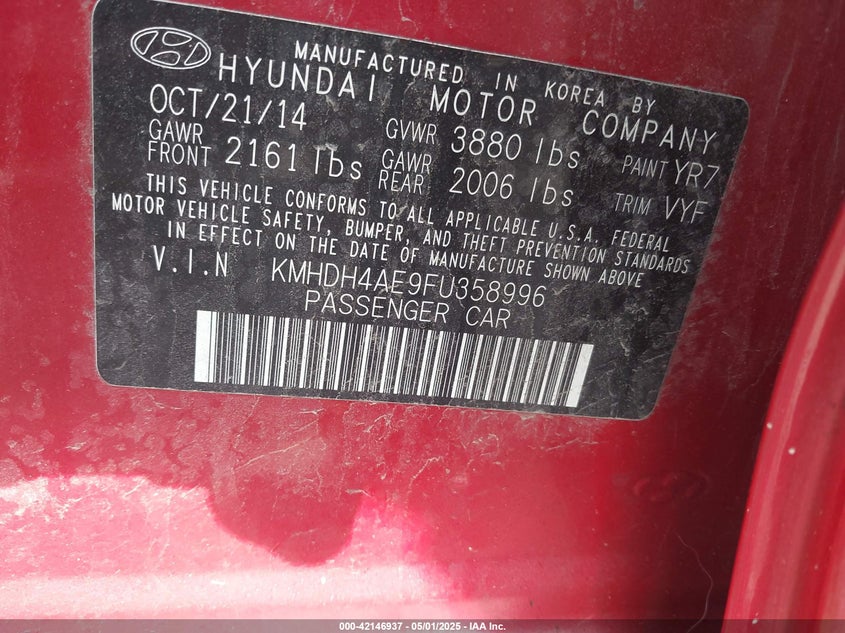 MANUFACTURED IN KOREA BY
HYUNDAI MOTOR COMPANY
OCT/21/14 GVWR 3880 lbs PAINT YR7
GAWR FRONT 2161 lbs GAWR REAR 2006 lbs TRIM VYF
THIS VEHICLE CONFORMS TO ALL APPLICABLE U.S.A. FEDERAL
MOTOR VEHICLE SAFETY, BUMPER, AND THEFT PREVENTION STANDARDS
IN EFFECT ON THE DATE OF MANUFACTURE SHOWN ABOVE
V.I.N KMHDH4AE9FU358996
PASSENGER CAR
000-42146937 - 05/01/2025 - IAA Inc.